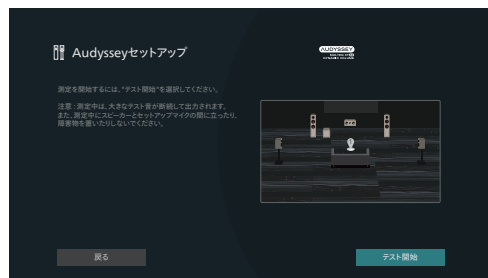 Audysseyセットアップ
AUDYSSEY
測定を開始するには、"テスト開始"を選択してください。
注意：測定中は、大きなテスト音が断続して出力されます。
また、測定中にスピーカーとセットアップマイクの間に立ったり、
障害物を置いたりしないでください。
戻る
テスト開始